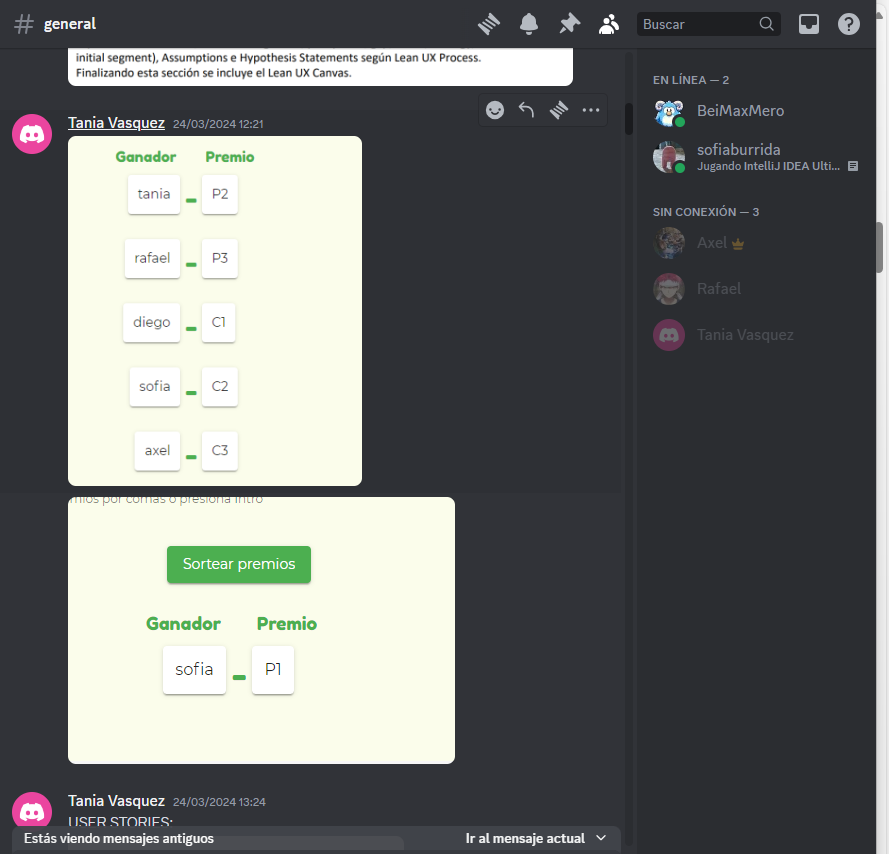 general
Buscar
initial segment), Assumptions e Hypothesis Statements según Lean UX Process.
Finalizando esta sección se incluye el Lean UX Canvas.
Tania Vasquez 24/03/2024 12:21
Ganador Premio
tania - P2
rafael - P3
diego - C1
sofia - C2
axel - C3
mios por comas o presiona Intro
Sortear premios
Ganador Premio
sofia - P1
Tania Vasquez 24/03/2024 13:24
USER STORIES:
Estás viendo mensajes antiguos
Ir al mensaje actual
EN LÍNEA — 2
BeiMaxMero
sofiaburrida
Jugando IntelliJ IDEA Ulti...
SIN CONEXIÓN — 3
Axel
Rafael
Tania Vasquez